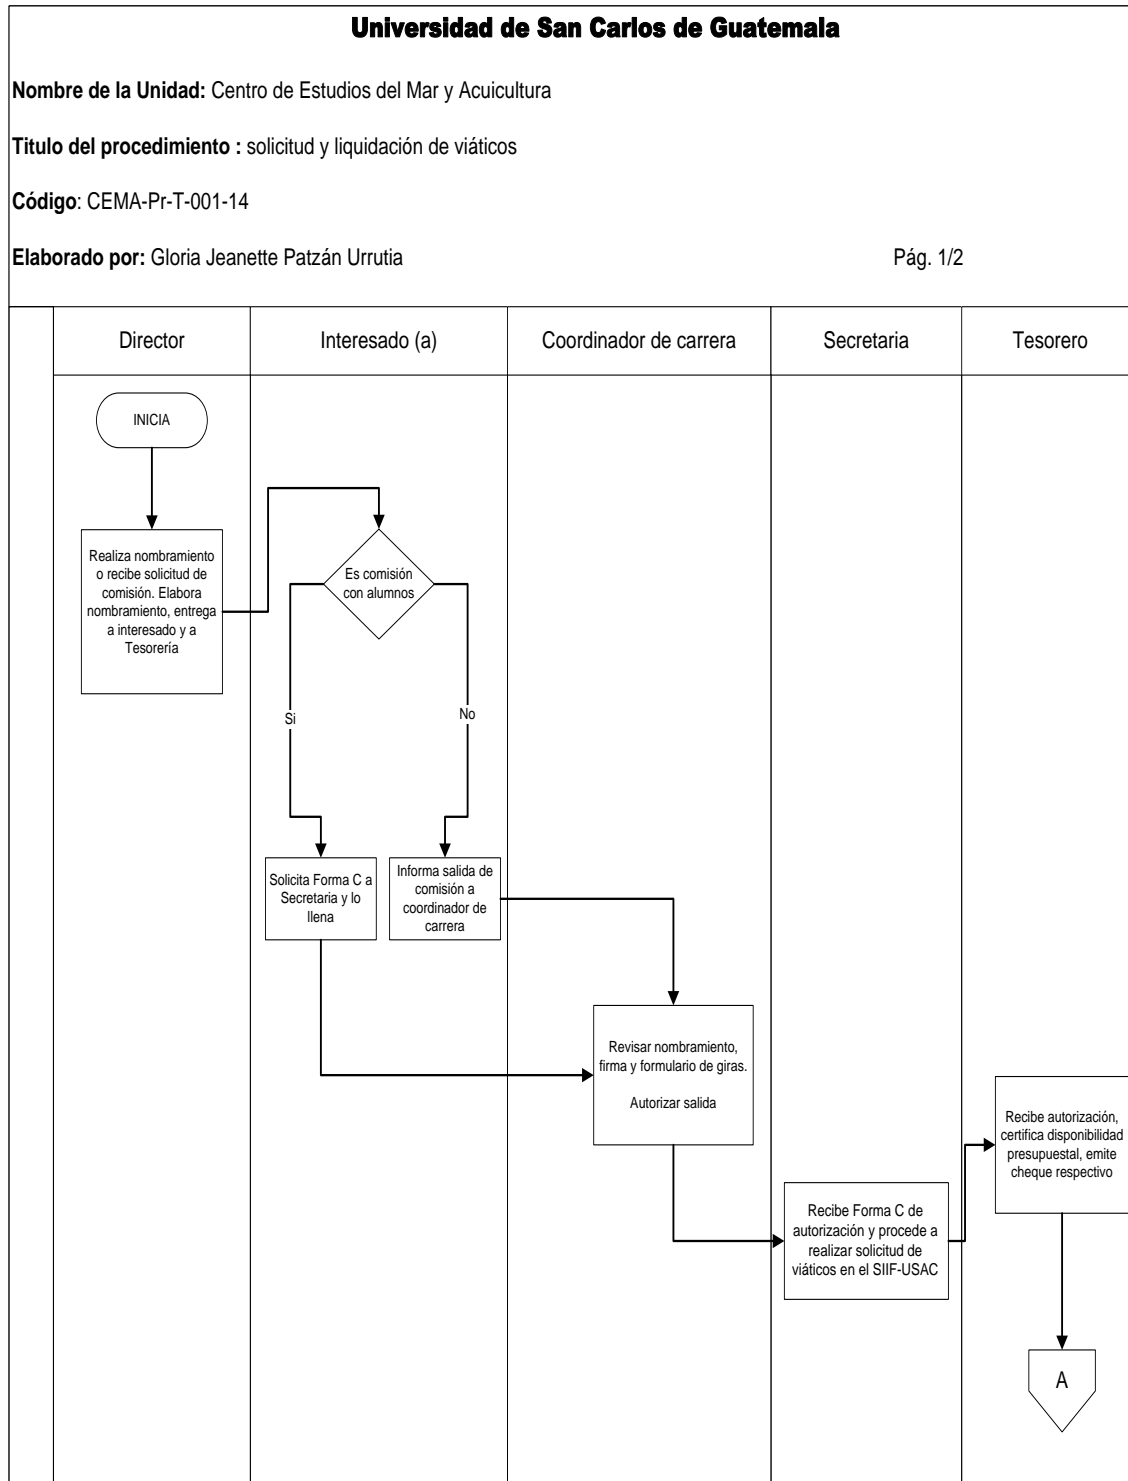 Universidad de San Carlos de Guatemala
Nombre de la Unidad: Centro de Estudios del Mar y Acuicultura
Titulo del procedimiento : solicitud y liquidación de viáticos
Código: CEMA-Pr-T-001-14
Elaborado por: Gloria Jeanette Patzán Urrutia Pág. 1/2
Director Interesado (a) Coordinador de carrera Secretaria Tesorero
INICIA
Realiza nombramiento
o recibe solicitud de
comisión. Elabora
nombramiento, entrega
a interesado y a
Tesorería
Es comisión
con alumnos
Si
No
Solicita Forma C a
Secretaria y lo
llena
Informa salida de
comisión a
coordinador de
carrera
Revisar nombramiento,
firma y formulario de giras.
Autorizar salida
Recibe Forma C de
autorización y procede a
realizar solicitud de
viáticos en el SIIF-USAC
Recibe autorización,
certifica disponibilidad
presupuestal, emite
cheque respectivo
A